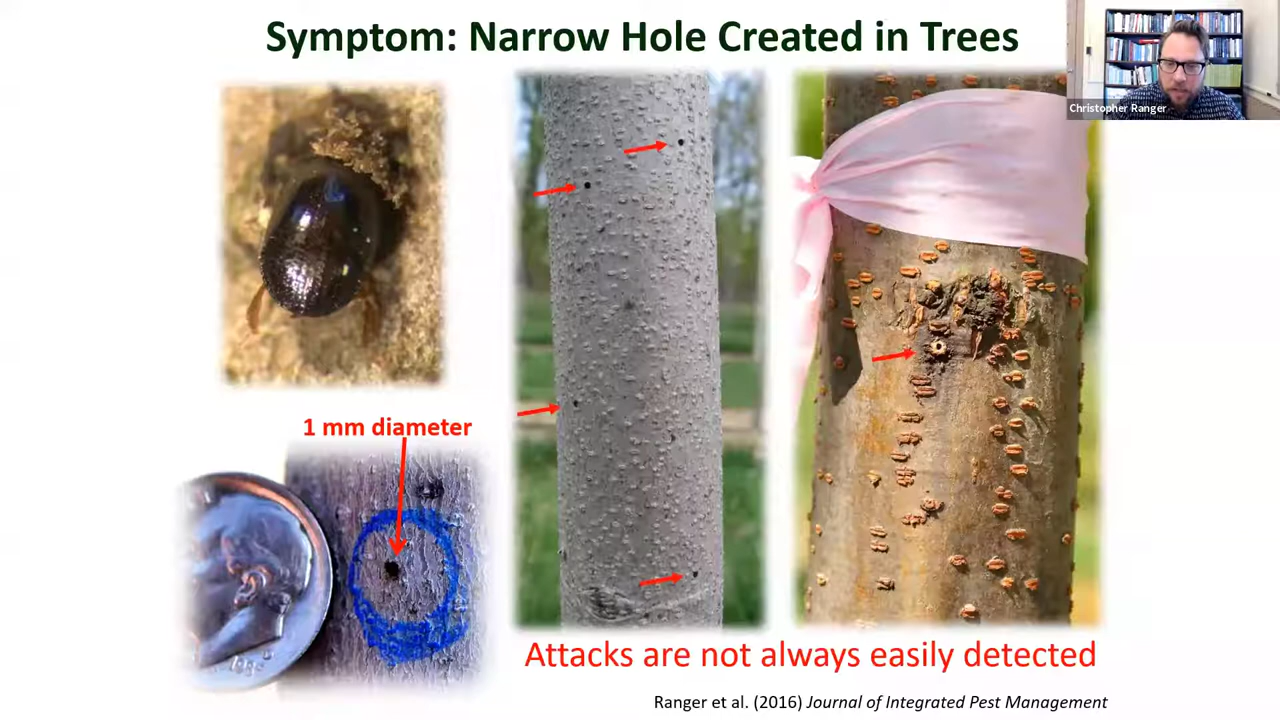 Symptom: Narrow Hole Created in Trees
Christopher Ranger
1 mm diameter
Attacks are not always easily detected
Ranger et al. (2016) Journal of Integrated Pest Management